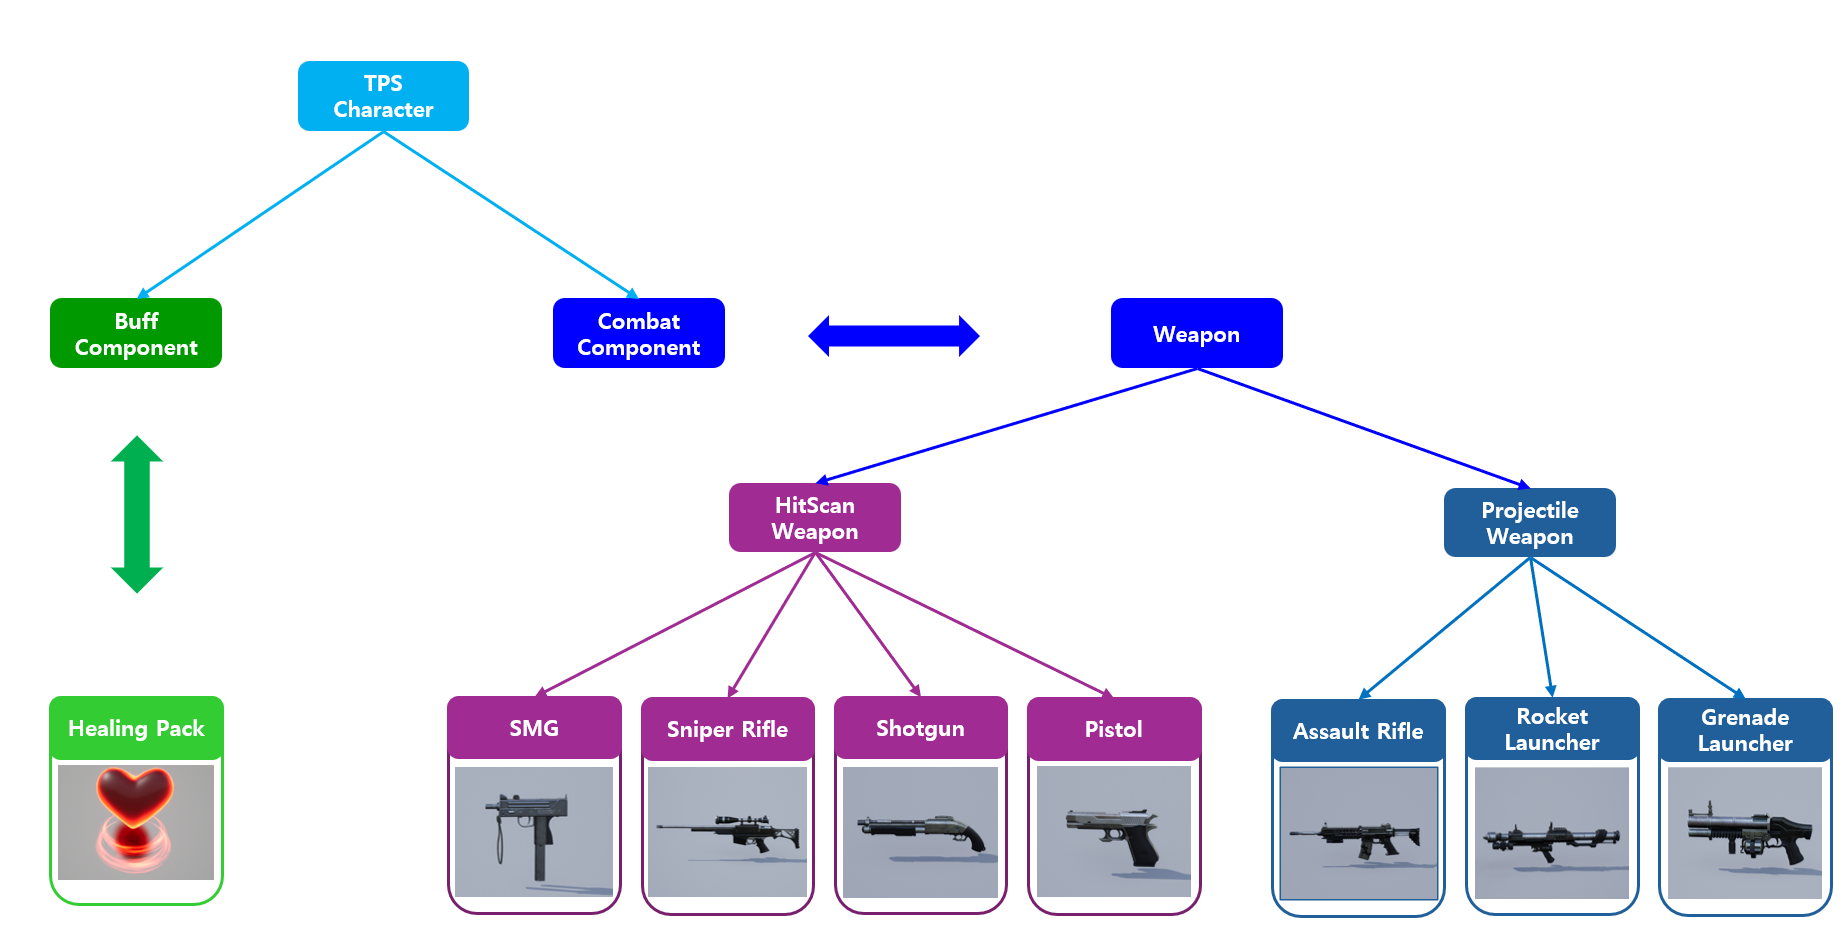 TPS
Character
Buff
Component
Combat
Component
Weapon
HitScan
Weapon
Projectile
Weapon
Healing Pack
SMG
Sniper Rifle
Shotgun
Pistol
Assault Rifle
Rocket
Launcher
Grenade
Launcher